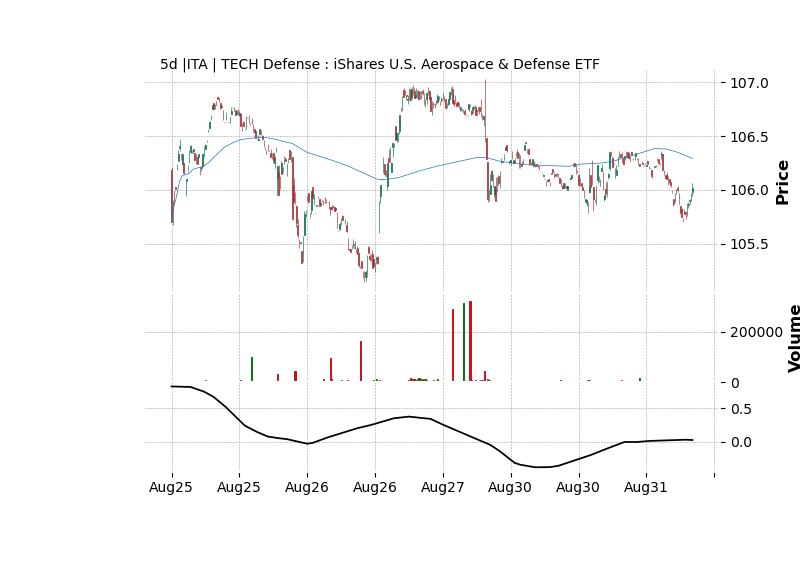 5d |ITA | TECH Defense : iShares U.S. Aerospace & Defense ETF
107.0
106.5
106.0
105.5
Price
200000
0
Volume
0.5
0.0
Aug25 Aug25 Aug26 Aug26 Aug27 Aug30 Aug30 Aug31